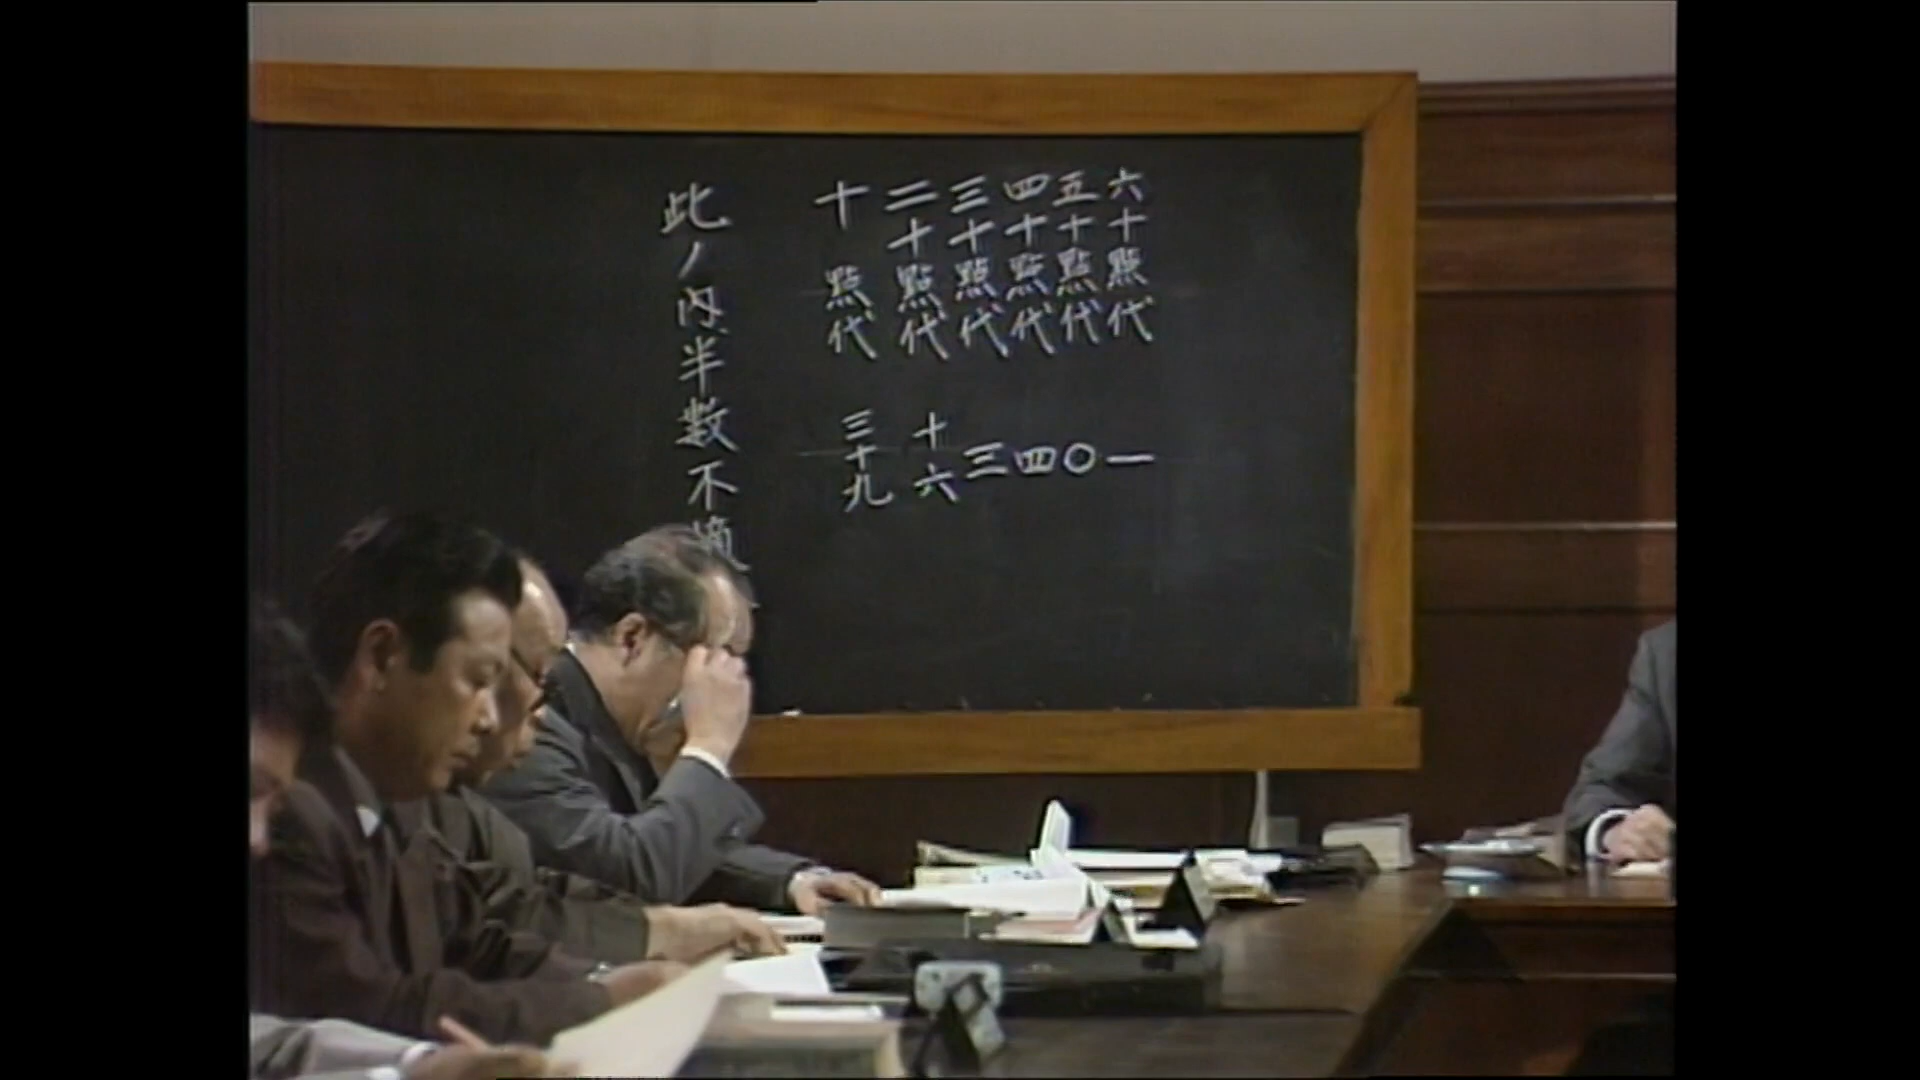 六十點代 一
五十點代 〇
四十點代 四
三十點代 三
二十點代 十六
十點代 三十九
此ノ内半数不適